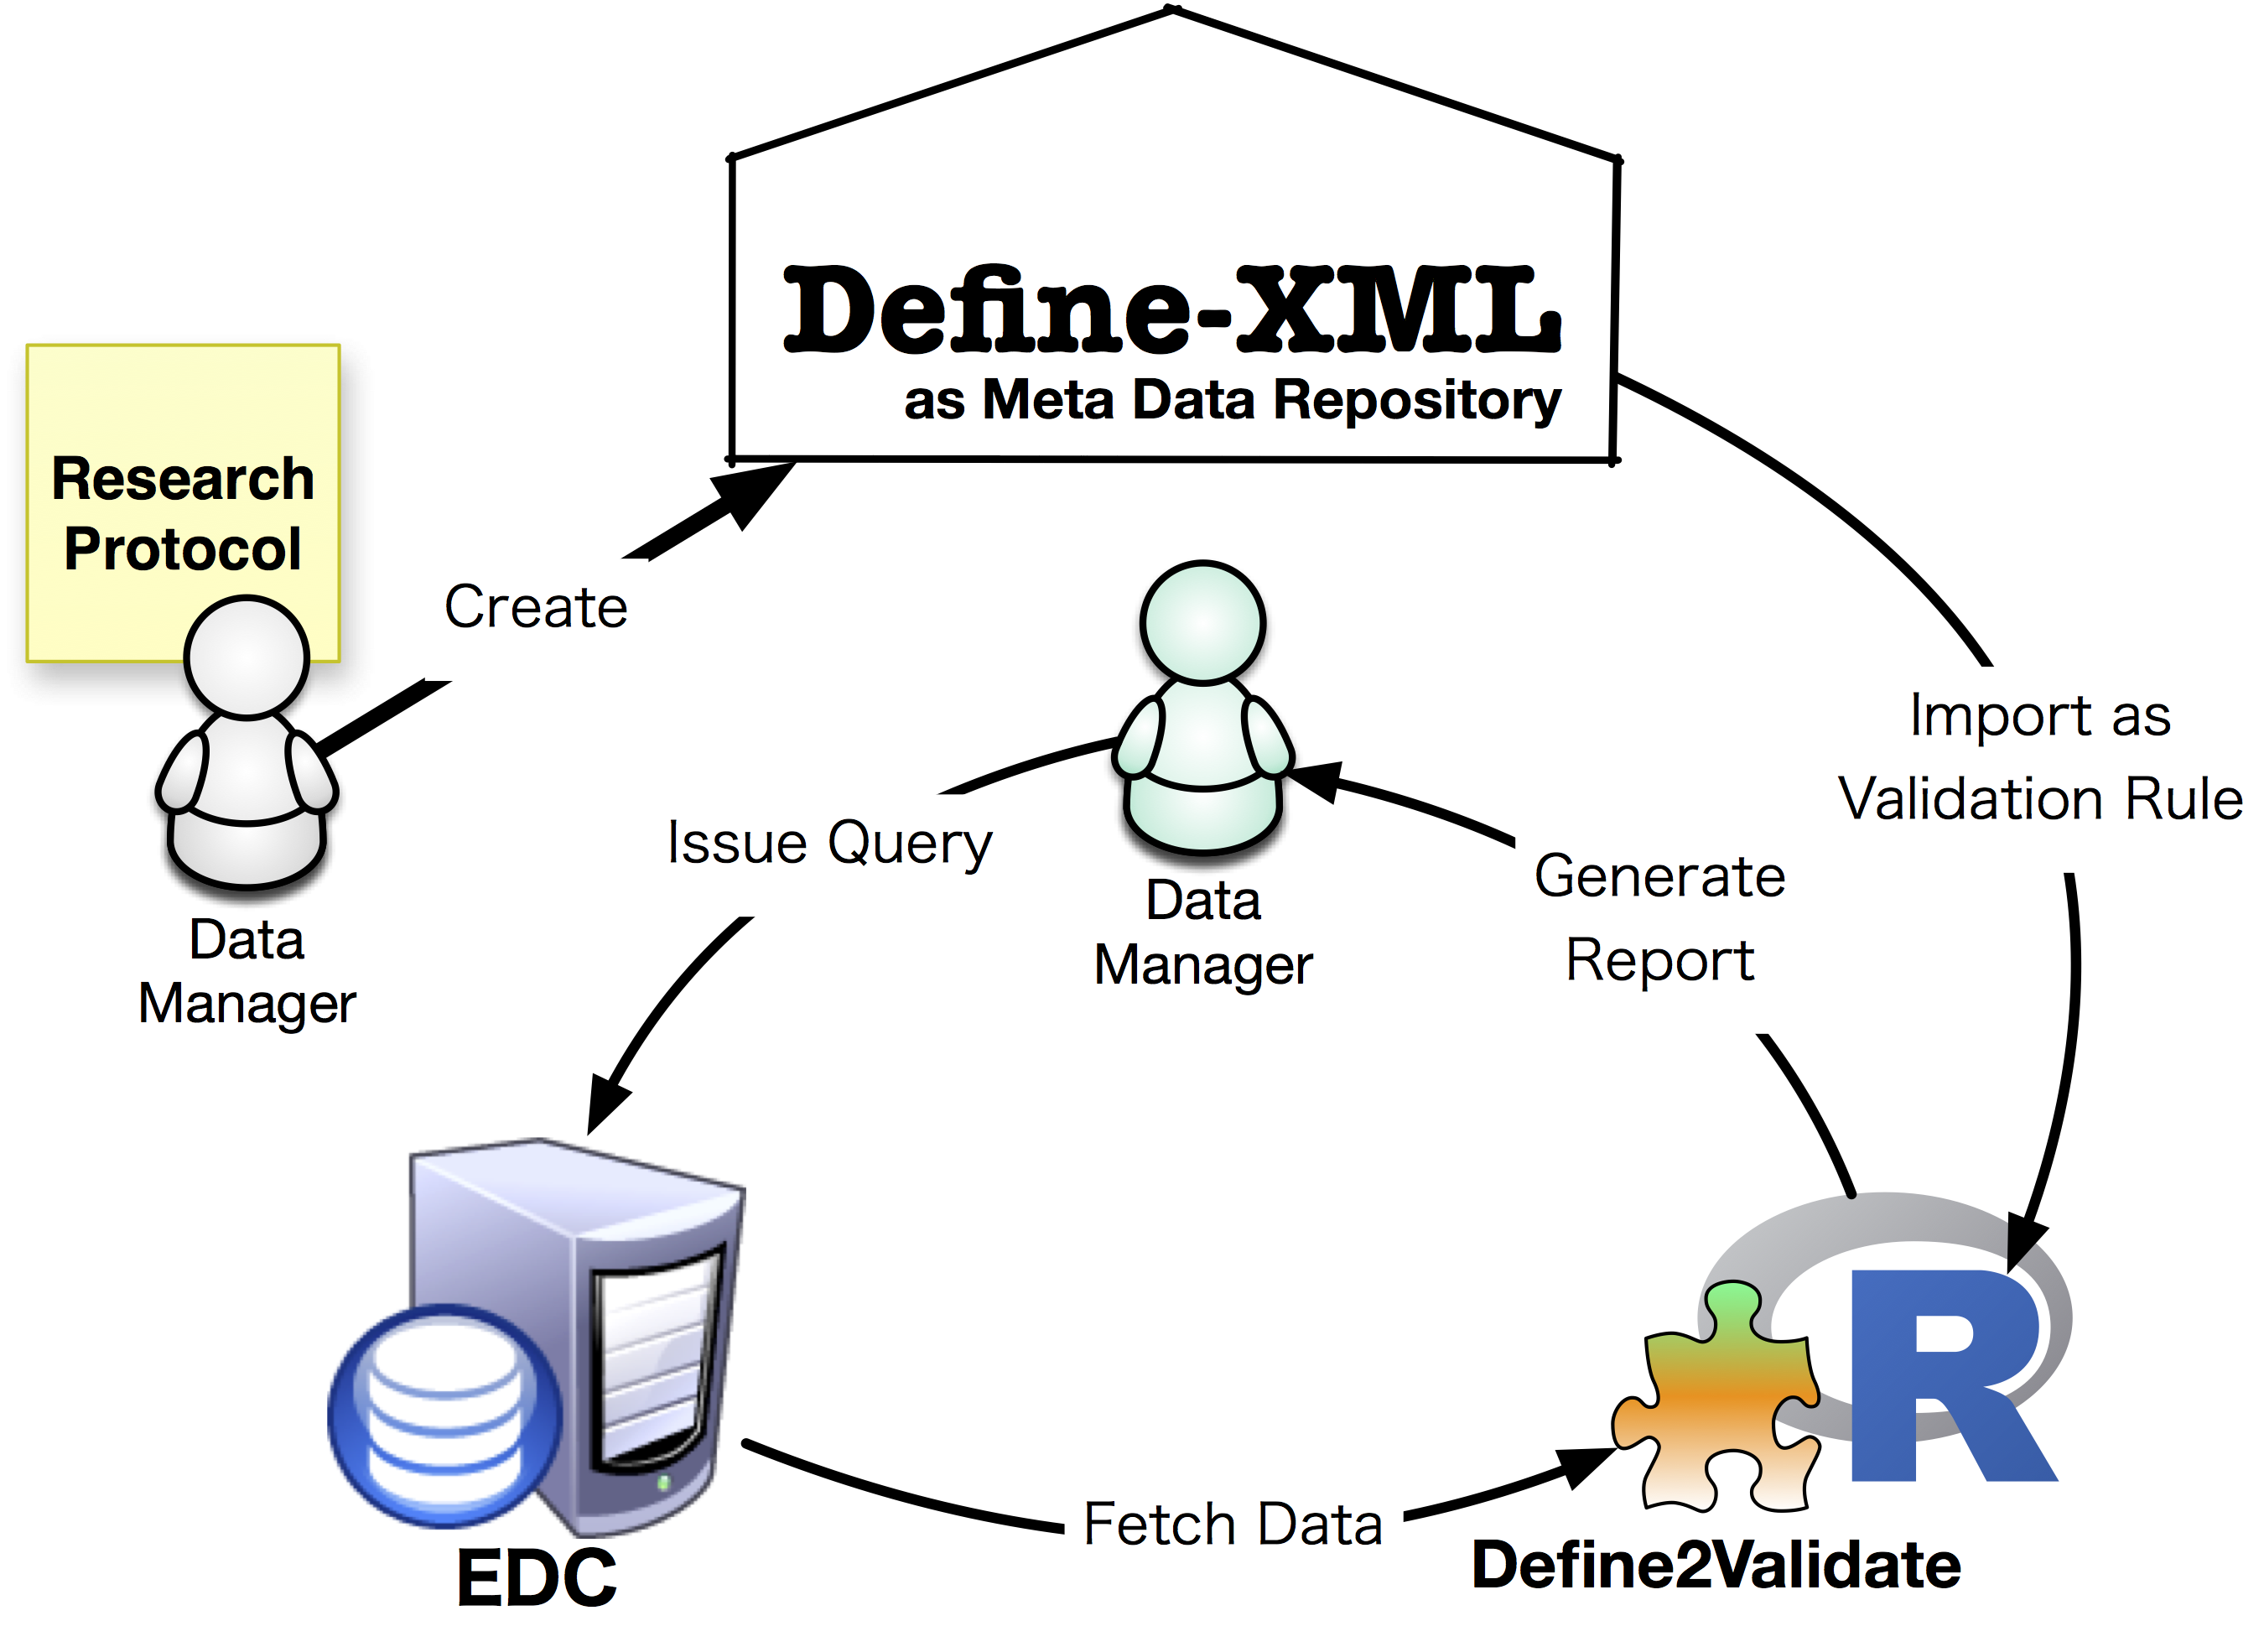 Define-XML
as Meta Data Repository
Research
Protocol
Create
Import as
Validation Rule
Issue Query
Generate
Report
Data
Manager
Data
Manager
R
Fetch Data
EDC
Define2Validate